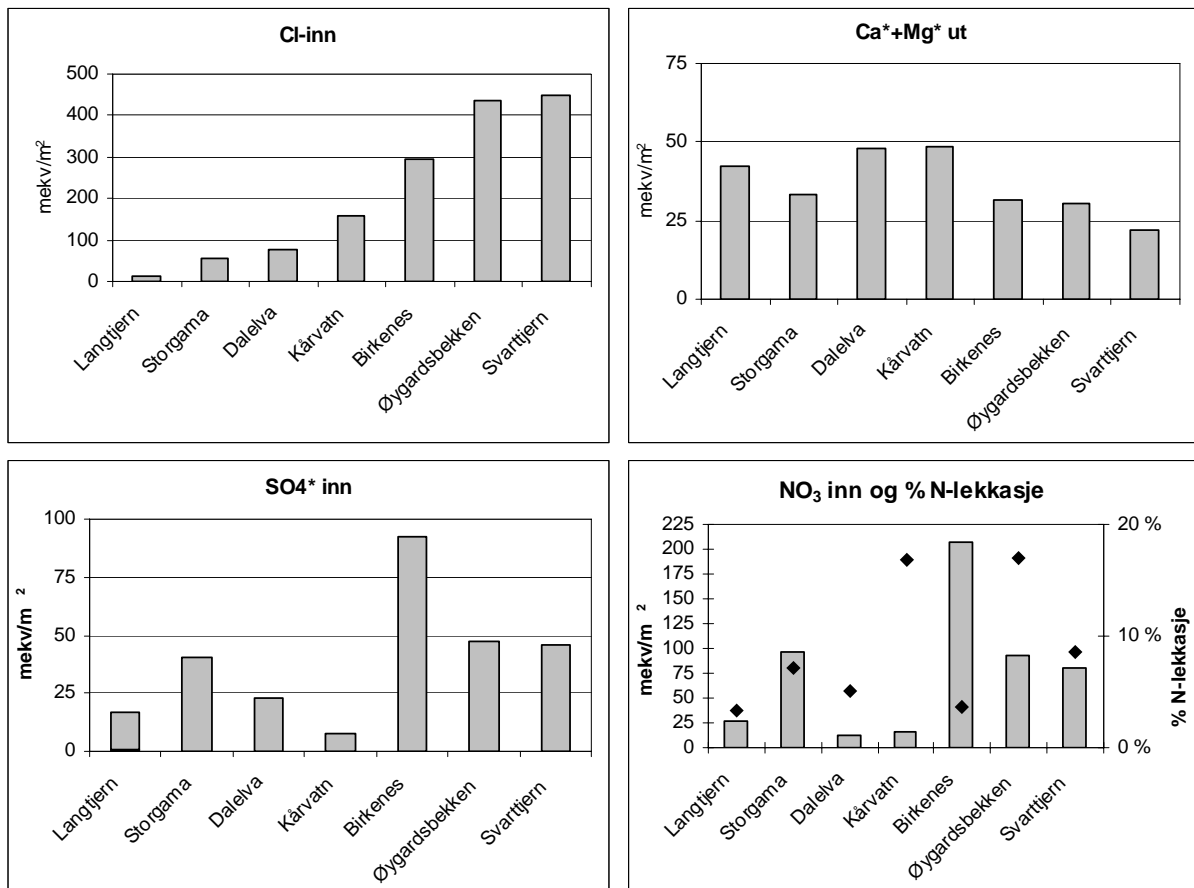 Cl-inn
500
400
300
200
100
0
mekv/m²
Langtjern
Storgama
Dalelva
Kårvatn
Birkenes
Øygardsbekken
Svarttjern
Ca*+Mg* ut
75
50
25
0
mekv/m²
Langtjern
Storgama
Dalelva
Kårvatn
Birkenes
Øygardsbekken
Svarttjern
SO4* inn
100
75
50
25
0
mekv/m ²
Langtjern
Storgama
Dalelva
Kårvatn
Birkenes
Øygardsbekken
Svarttjern
NO₃ inn og % N-lekkasje
225
200
175
150
125
100
75
50
25
0
mekv/m ²
20 %
10 %
0 %
% N-lekkasje
Langtjern
Storgama
Dalelva
Kårvatn
Birkenes
Øygardsbekken
Svarttjern